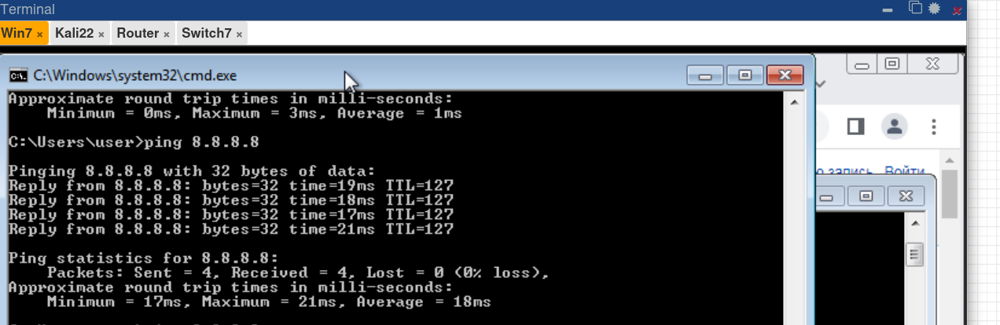 Terminal
Win7 × Kali22 × Router × Switch7 ×
C:\Windows\system32\cmd.exe
Approximate round trip times in milli-seconds:
Minimum = 0ms, Maximum = 3ms, Average = 1ms
C:\Users\user>ping 8.8.8.8
Pinging 8.8.8.8 with 32 bytes of data:
Reply from 8.8.8.8: bytes=32 time=19ms TTL=127
Reply from 8.8.8.8: bytes=32 time=18ms TTL=127
Reply from 8.8.8.8: bytes=32 time=17ms TTL=127
Reply from 8.8.8.8: bytes=32 time=21ms TTL=127
Ping statistics for 8.8.8.8:
Packets: Sent = 4, Received = 4, Lost = 0 (0% loss),
Approximate round trip times in milli-seconds:
Minimum = 17ms, Maximum = 21ms, Average = 18ms
запись Войти